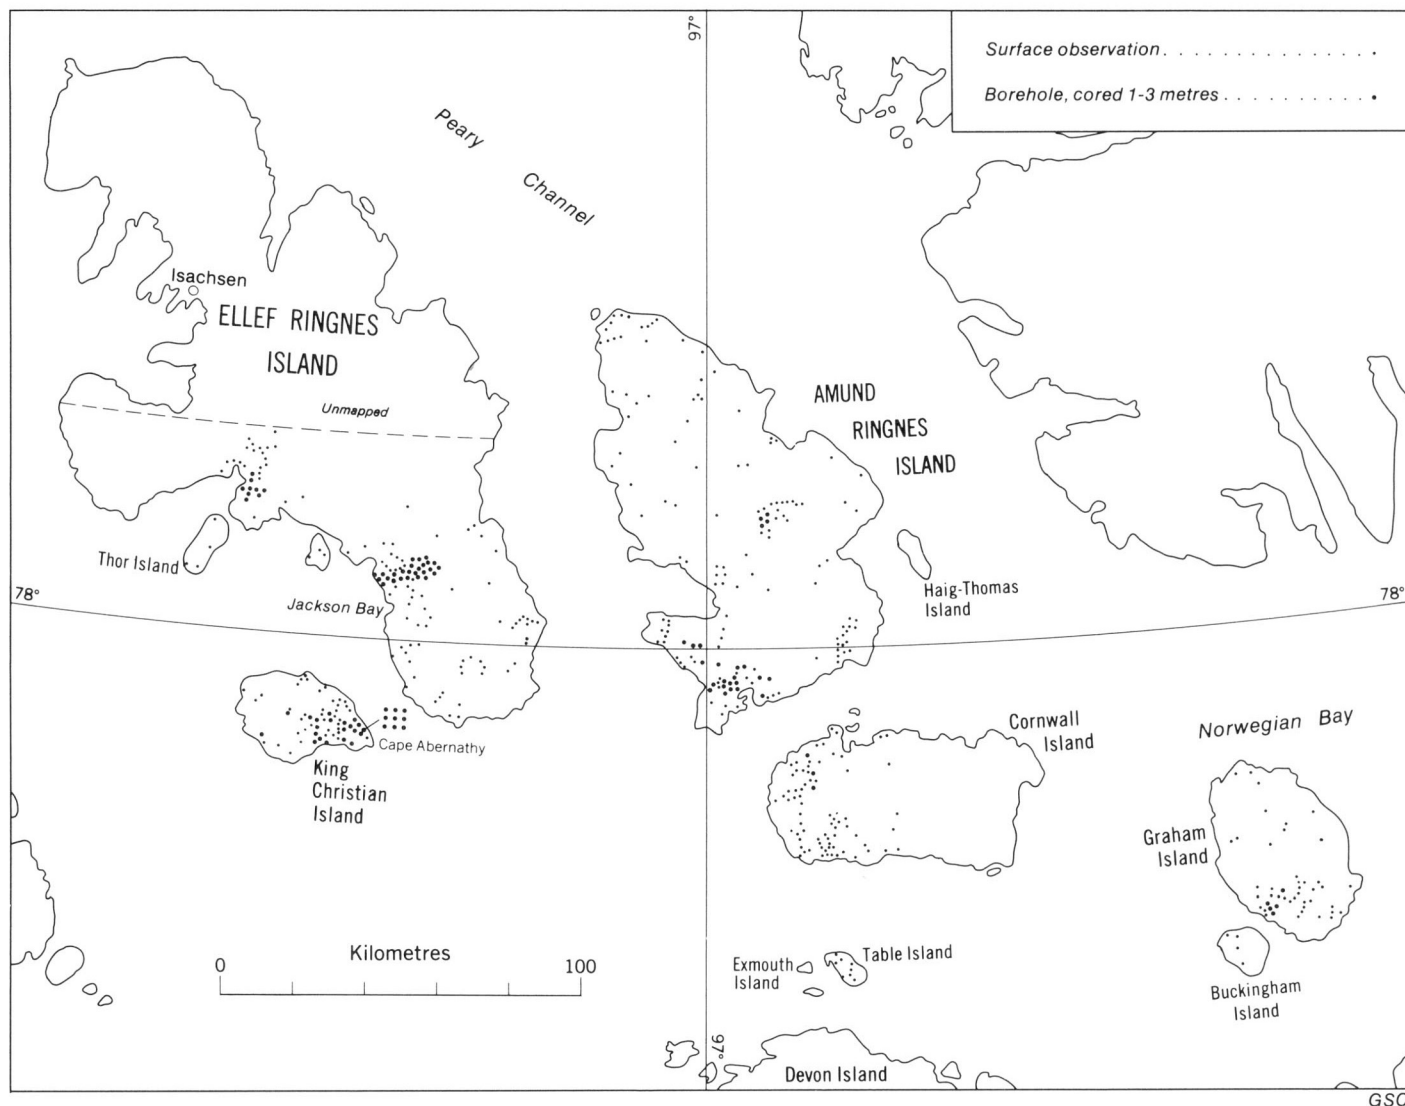 97°
Surface observation . . . . . . . . . . . . . . .
Borehole, cored 1-3 metres . . . . . . . . . . .
Peary
Channel
Isachsen
ELLEF RINGNES
ISLAND
Unmapped
AMUND
RINGNES
ISLAND
Thor Island
Haig-Thomas
Island
78°
78°
Jackson Bay
Cape Abernathy
King
Christian
Island
Cornwall
Island
Norwegian Bay
Graham
Island
Kilometres
0
100
Exmouth
Island
Table Island
Buckingham
Island
97°
Devon Island
GSC